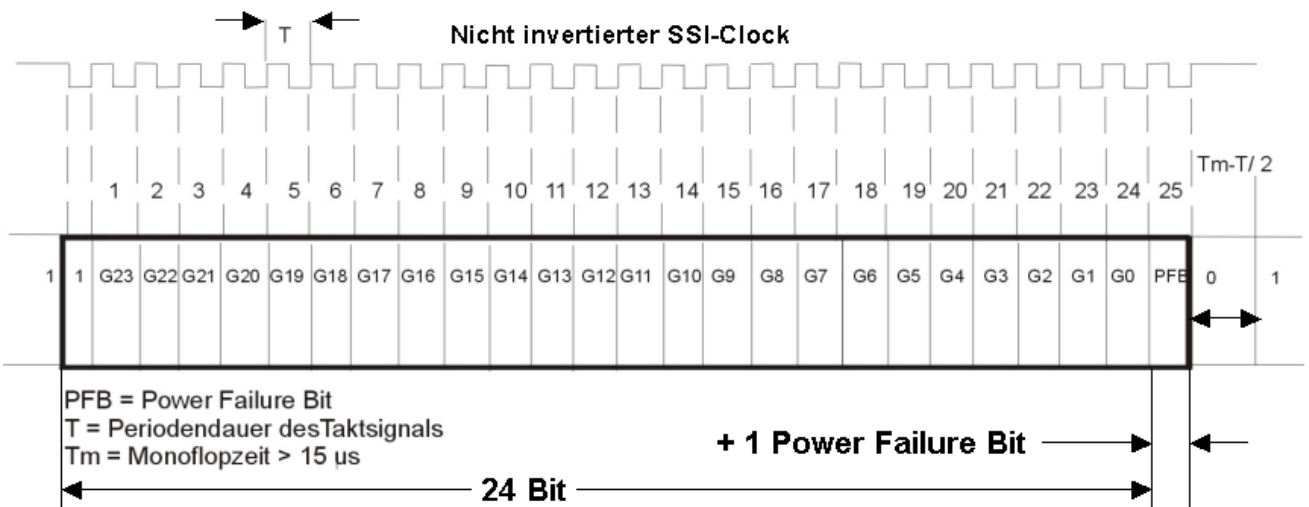 T
Nicht invertierter SSI-Clock
Tm-T/ 2
1 2 3 4 5 6 7 8 9 10 11 12 13 14 15 16 17 18 19 20 21 22 23 24 25
1 1 G23 G22 G21 G20 G19 G18 G17 G16 G15 G14 G13 G12 G11 G10 G9 G8 G7 G6 G5 G4 G3 G2 G1 G0 PFB 0 1
PFB = Power Failure Bit
T = Periodendauer desTaktsignals
Tm = Monoflopzeit > 15 µs
+ 1 Power Failure Bit
24 Bit